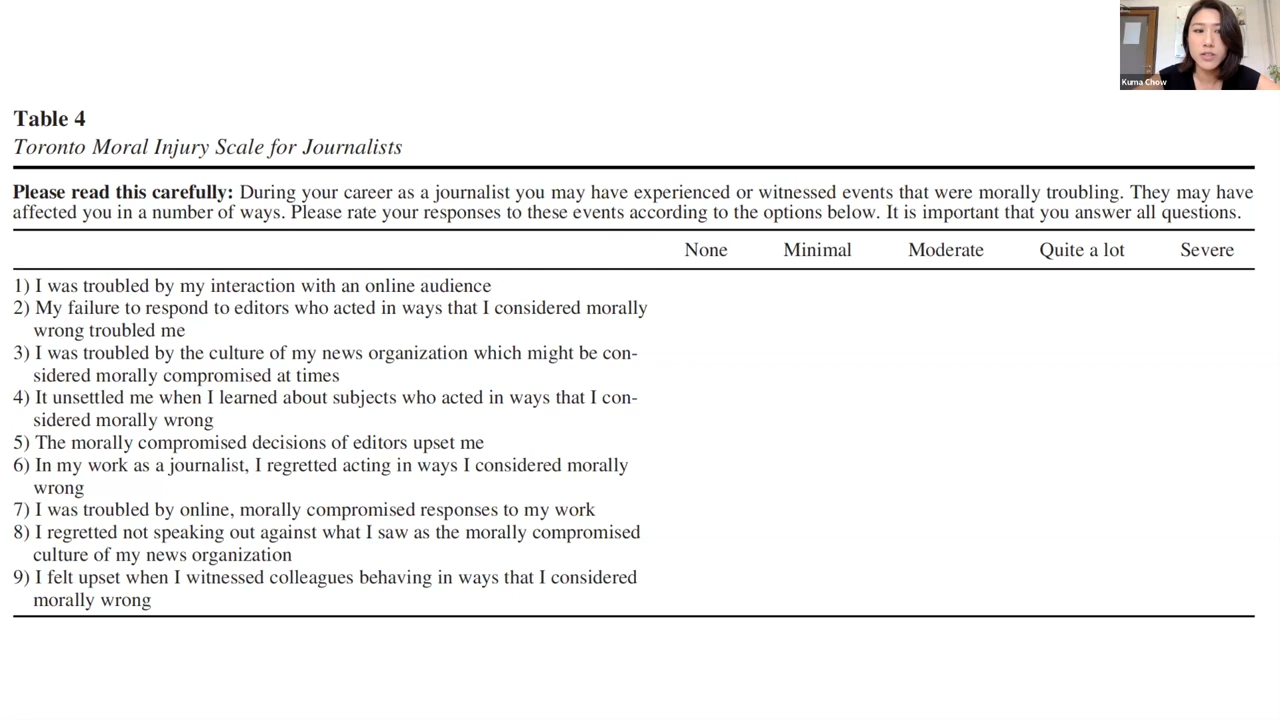 Kuma Chow
Table 4
Toronto Moral Injury Scale for Journalists
Please read this carefully: During your career as a journalist you may have experienced or witnessed events that were morally troubling. They may have
affected you in a number of ways. Please rate your responses to these events according to the options below. It is important that you answer all questions.
None Minimal Moderate Quite a lot Severe
1) I was troubled by my interaction with an online audience
2) My failure to respond to editors who acted in ways that I considered morally
wrong troubled me
3) I was troubled by the culture of my news organization which might be con-
sidered morally compromised at times
4) It unsettled me when I learned about subjects who acted in ways that I con-
sidered morally wrong
5) The morally compromised decisions of editors upset me
6) In my work as a journalist, I regretted acting in ways I considered morally
wrong
7) I was troubled by online, morally compromised responses to my work
8) I regretted not speaking out against what I saw as the morally compromised
culture of my news organization
9) I felt upset when I witnessed colleagues behaving in ways that I considered
morally wrong